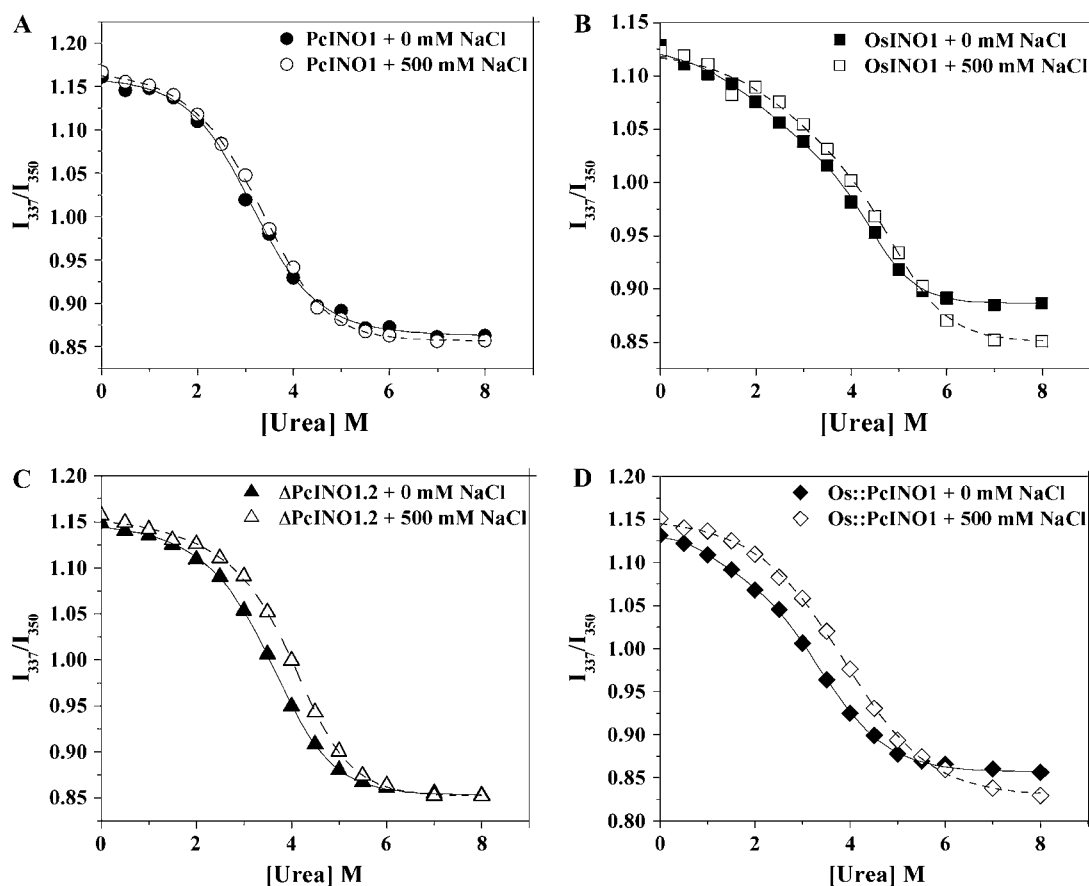 A
PcINO1 + 0 mM NaCl
PcINO1 + 500 mM NaCl
1.20
1.15
1.10
1.05
1.00
0.95
0.90
0.85
I337/I350
0 2 4 6 8
[Urea] M
B
OsINO1 + 0 mM NaCl
OsINO1 + 500 mM NaCl
1.15
1.10
1.05
1.00
0.95
0.90
0.85
I337/I350
0 2 4 6 8
[Urea] M
C
ΔPcINO1.2 + 0 mM NaCl
ΔPcINO1.2 + 500 mM NaCl
1.20
1.15
1.10
1.05
1.00
0.95
0.90
0.85
I337/I350
0 2 4 6 8
[Urea] M
D
Os::PcINO1 + 0 mM NaCl
Os::PcINO1 + 500 mM NaCl
1.20
1.15
1.10
1.05
1.00
0.95
0.90
0.85
0.80
I337/I350
0 2 4 6 8
[Urea] M